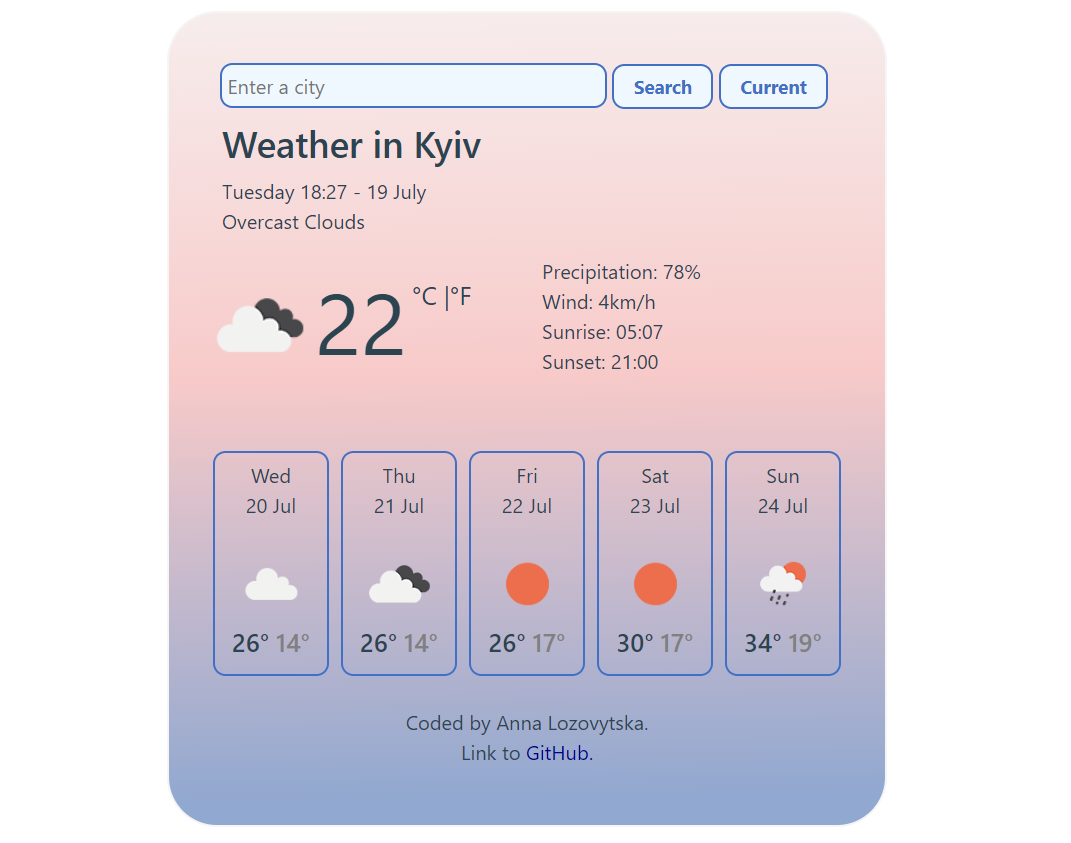 Enter a city
Search
Current
Weather in Kyiv
Tuesday 18:27 - 19 July
Overcast Clouds
22 °C |°F
Precipitation: 78%
Wind: 4km/h
Sunrise: 05:07
Sunset: 21:00
Wed
20 Jul
26° 14°
Thu
21 Jul
26° 14°
Fri
22 Jul
26° 17°
Sat
23 Jul
30° 17°
Sun
24 Jul
34° 19°
Coded by Anna Lozovytska.
Link to GitHub.